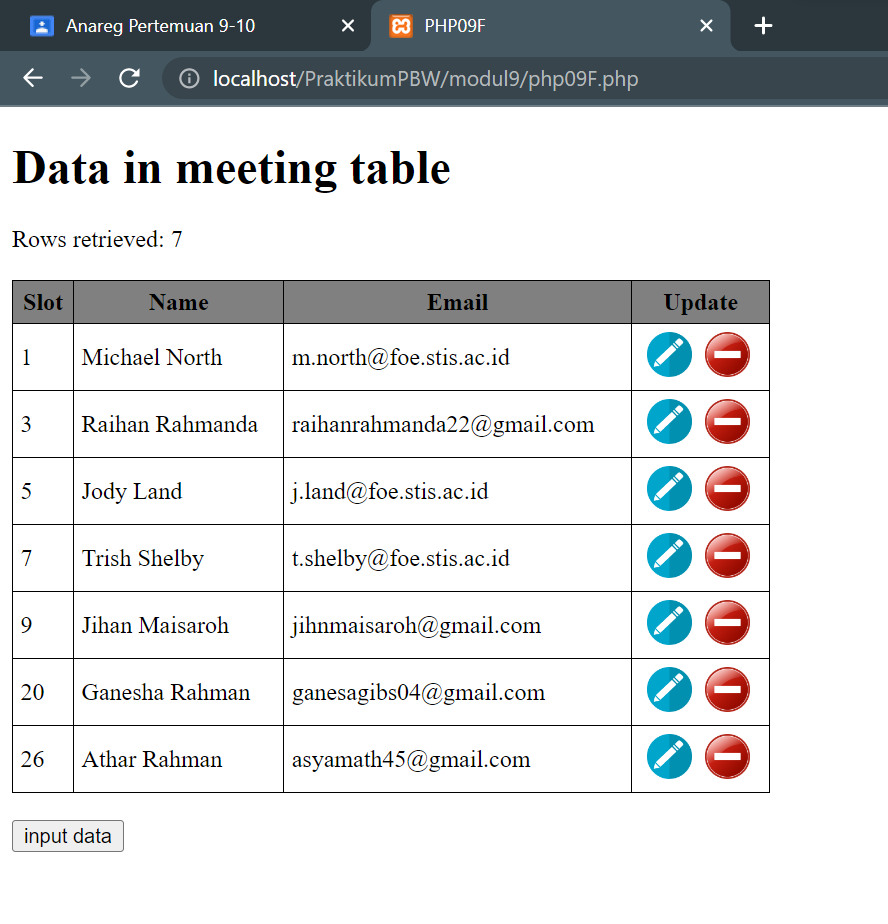 Anareg Pertemuan 9-10
PHP09F
localhost/PraktikumPBW/modul9/php09F.php
Data in meeting table
Rows retrieved: 7
Slot Name Email Update
1 Michael North m.north@foe.stis.ac.id
3 Raihan Rahmanda raihanrahmanda22@gmail.com
5 Jody Land j.land@foe.stis.ac.id
7 Trish Shelby t.shelby@foe.stis.ac.id
9 Jihan Maisaroh jihnmaisaroh@gmail.com
20 Ganesha Rahman ganesagibs04@gmail.com
26 Athar Rahman asyamath45@gmail.com
input data